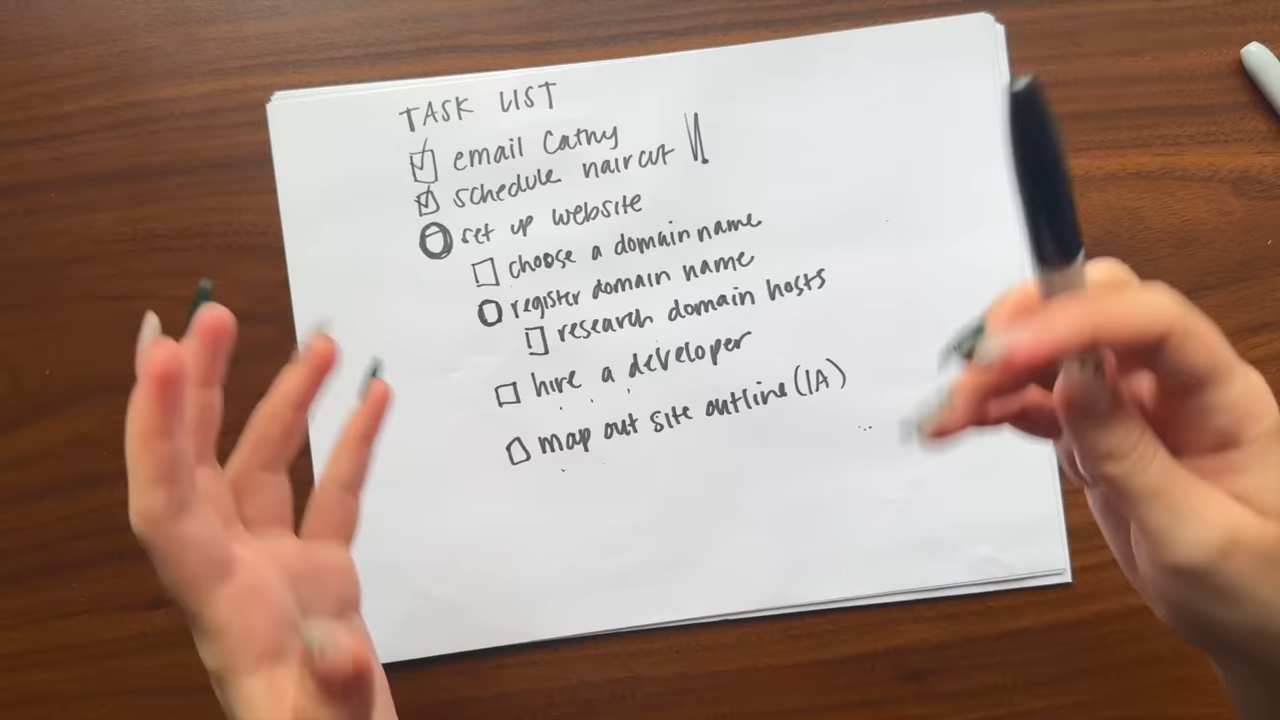 TASK LIST
email Cathy
schedule haircut
set up website
choose a domain name
register domain name
research domain hosts
hire a developer
map out site outline (IA)